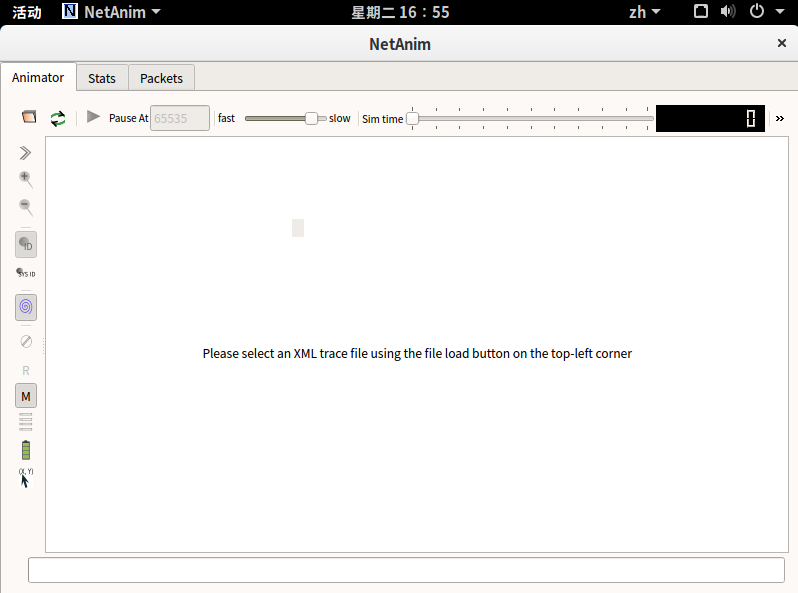 活动 NetAnim 星期二 16:55 zh
NetAnim
Animator Stats Packets
Pause At 65535 fast slow Sim time 0
ID
SYS ID
R
M
(X, Y)
Please select an XML trace file using the file load button on the top-left corner